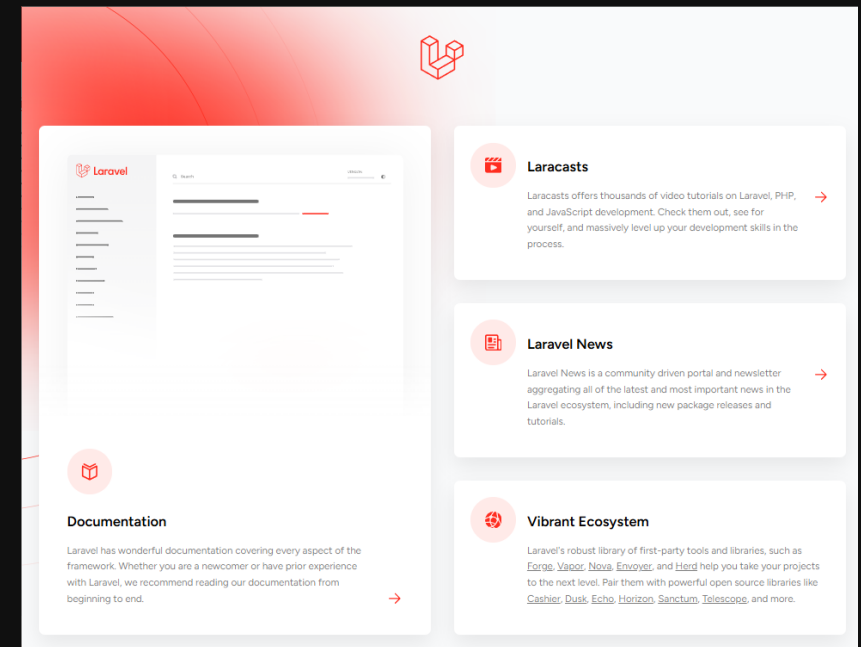 Laravel
Search
Documentation
Laravel has wonderful documentation covering every aspect of the
framework. Whether you are a newcomer or have prior experience
with Laravel, we recommend reading our documentation from
beginning to end.
Laracasts
Laracasts offers thousands of video tutorials on Laravel, PHP,
and JavaScript development. Check them out, see for
yourself, and massively level up your development skills in the
process.
Laravel News
Laravel News is a community driven portal and newsletter
aggregating all of the latest and most important news in the
Laravel ecosystem, including new package releases and
tutorials.
Vibrant Ecosystem
Laravel's robust library of first-party tools and libraries, such as
Forge, Vapor, Nova, Envoyer, and Herd help you take your projects
to the next level. Pair them with powerful open source libraries like
Cashier, Dusk, Echo, Horizon, Sanctum, Telescope, and more.